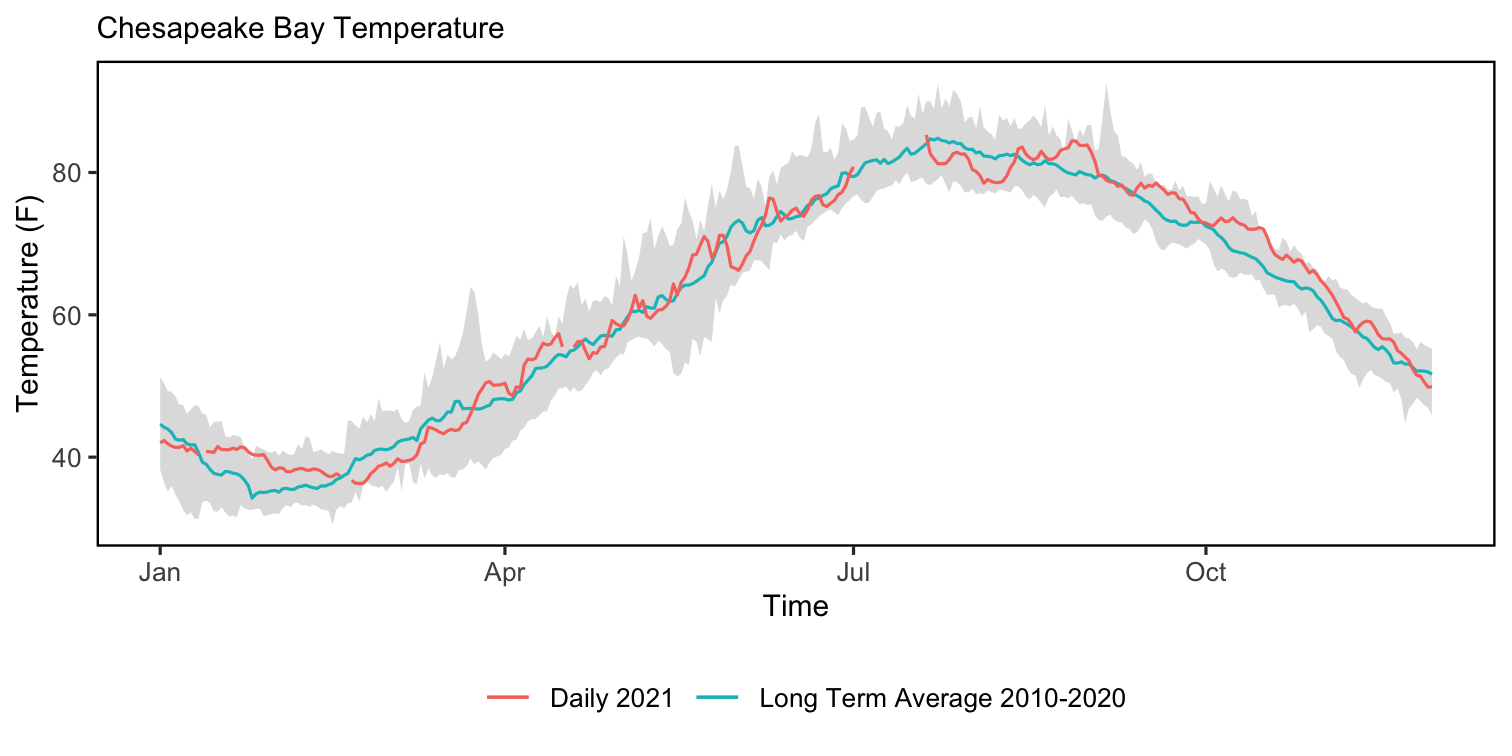 Chesapeake Bay Temperature
Temperature (F)
80
60
40
Jan Apr Jul Oct
Time
Daily 2021 Long Term Average 2010-2020